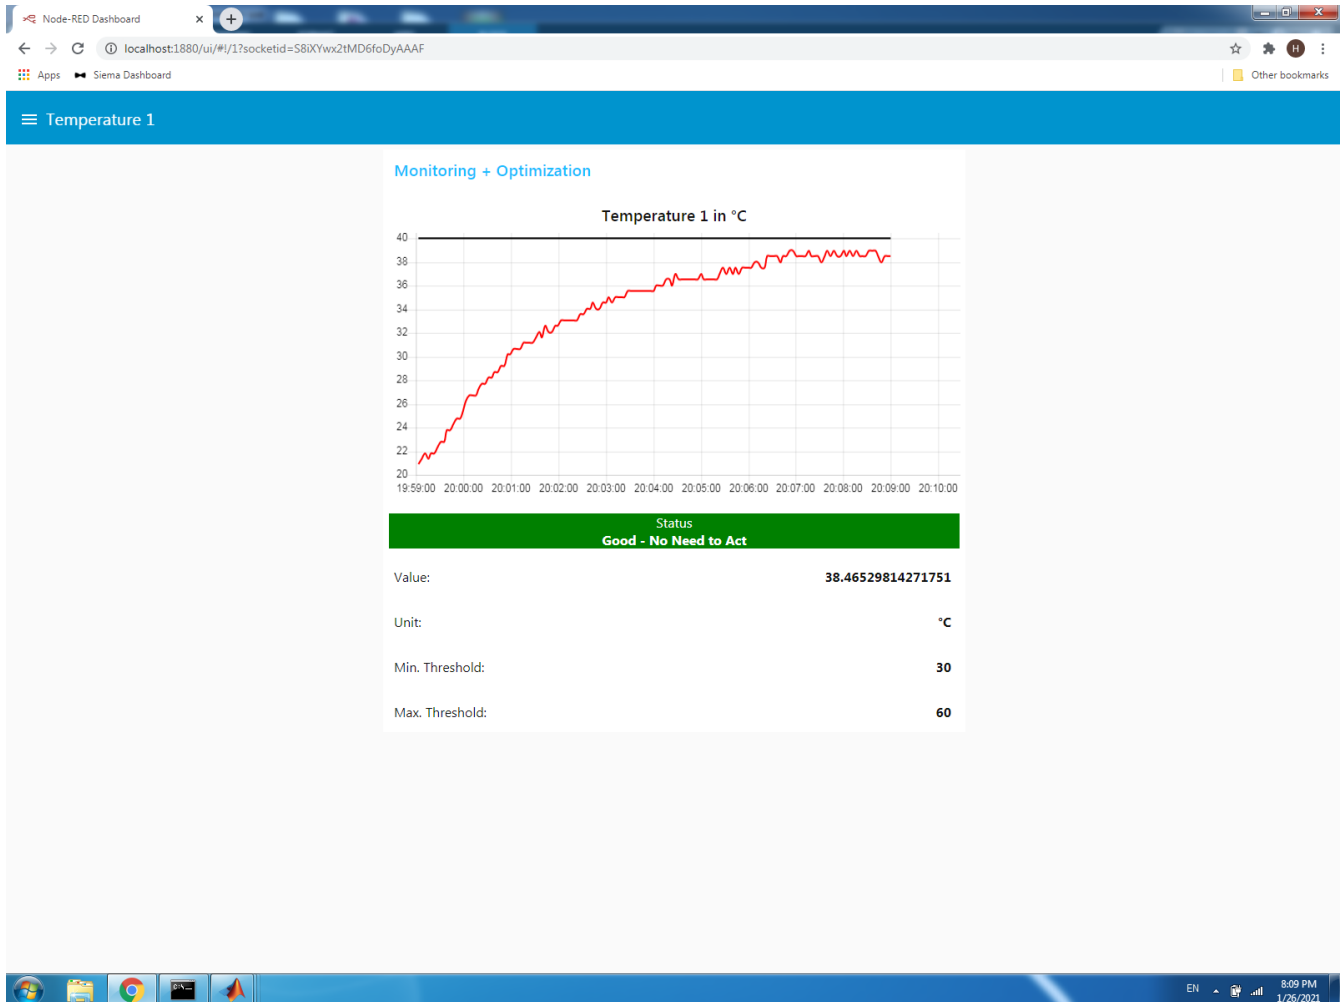 Node-RED Dashboard
localhost:1880/ui/#!/1?socketid=S8iXYwx2tMD6foDyAAAF
H
Apps Siema Dashboard Other bookmarks
Temperature 1
Monitoring + Optimization
Temperature 1 in °C
40
38
36
34
32
30
28
26
24
22
20
19:59:00 20:00:00 20:01:00 20:02:00 20:03:00 20:04:00 20:05:00 20:06:00 20:07:00 20:08:00 20:09:00 20:10:00
Status
Good - No Need to Act
Value: 38.46529814271751
Unit: °C
Min. Threshold: 30
Max. Threshold: 60
EN 8:09 PM
1/26/2021